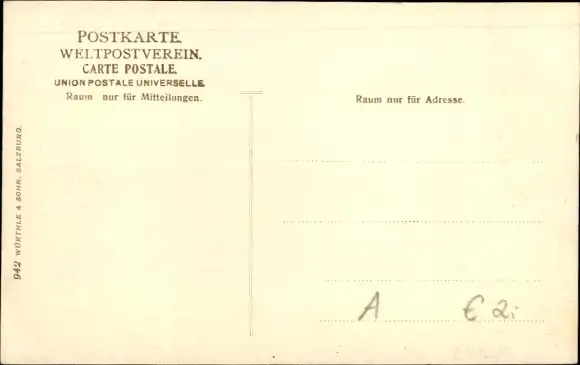 POSTKARTE.
WELTPOSTVEREIN.
CARTE POSTALE.
UNION POSTALE UNIVERSELLE.
Raum nur für Mitteilungen.
Raum nur für Adresse.
942 WÜRTHLE & SOHN, SALZBURG.
A € 2.